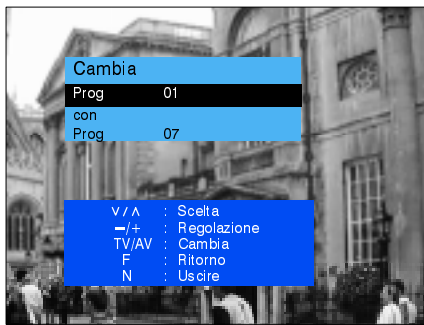 Cambia
Prog 01
con
Prog 07
∨/∧ : Scelta
−/+ : Regolazione
TV/AV : Cambia
F : Ritorno
N : Uscire